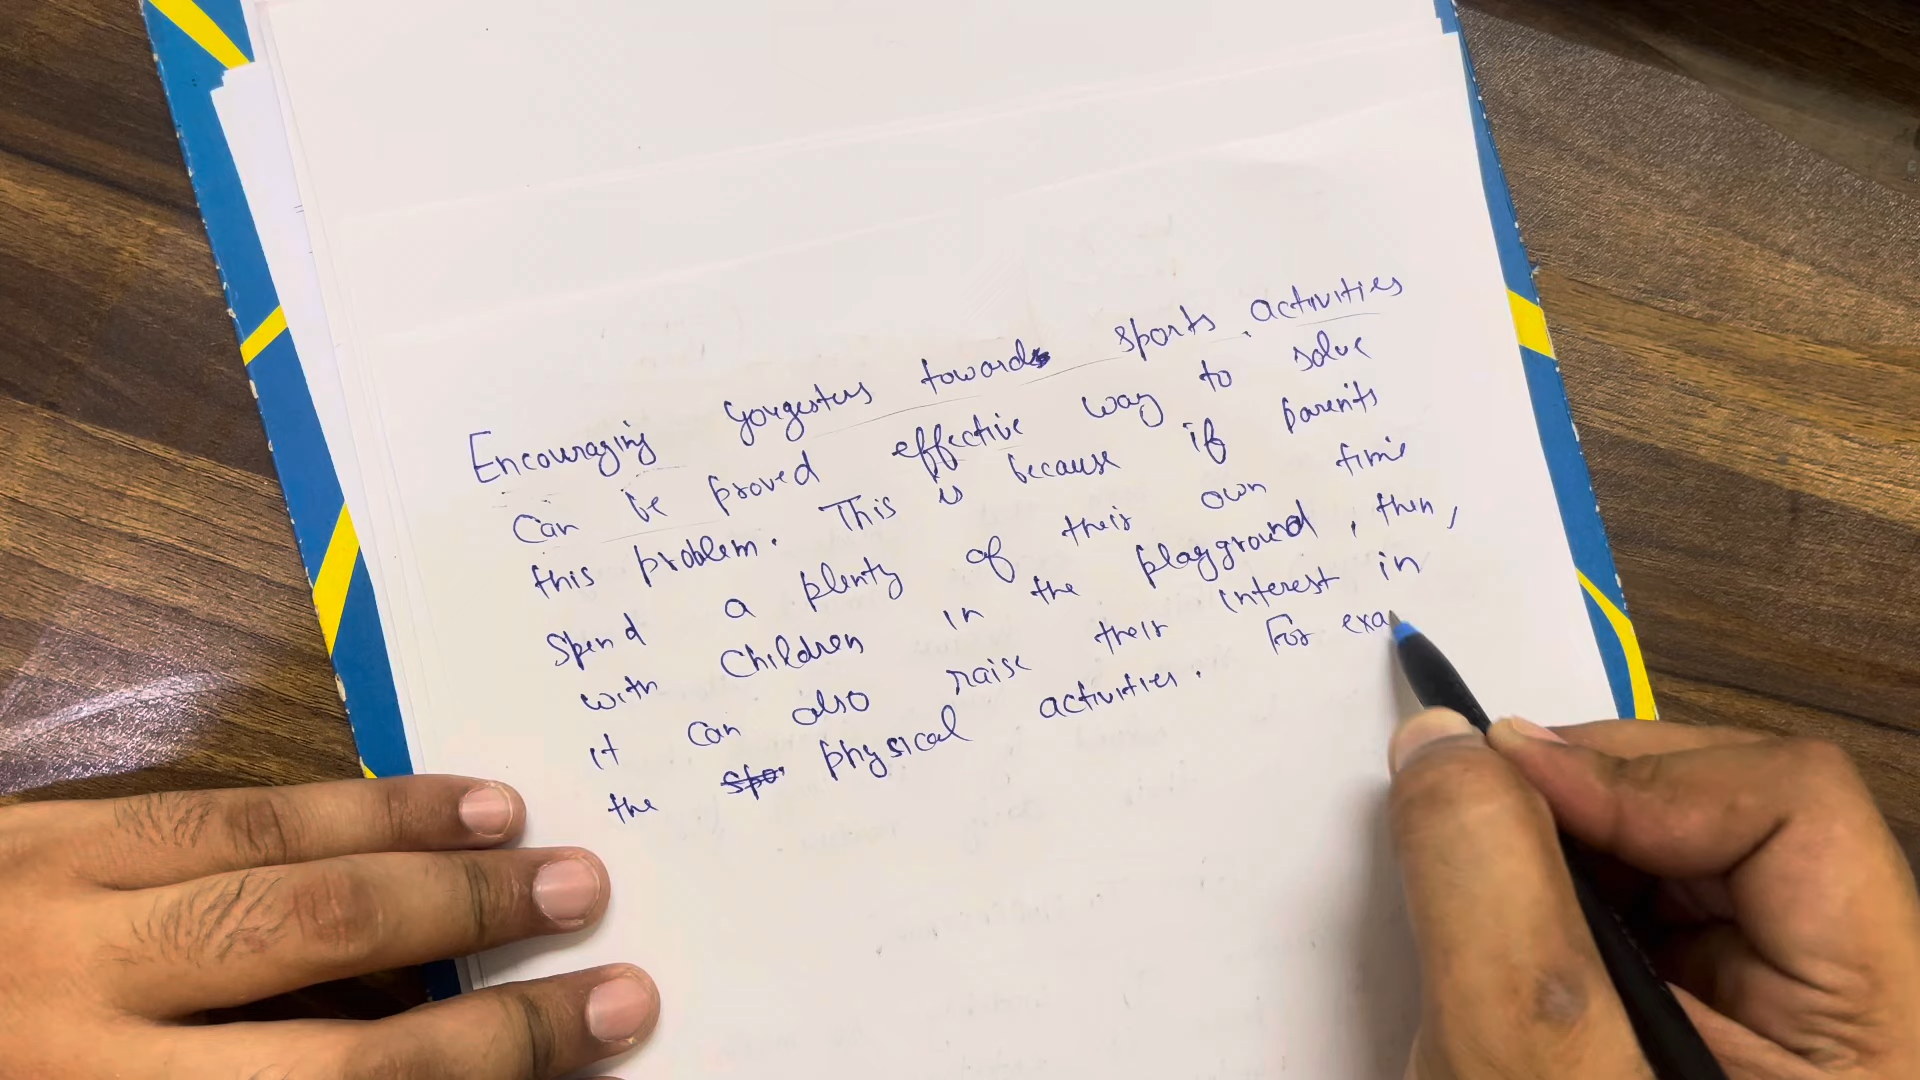 Encouraging yougesters towards sports activities
can be proved effective way to solve
this problem. This is because if parents
spend a plenty of their own time
with children in the playground, then,
it can also raise their interest in
the spo physical activities. For exa